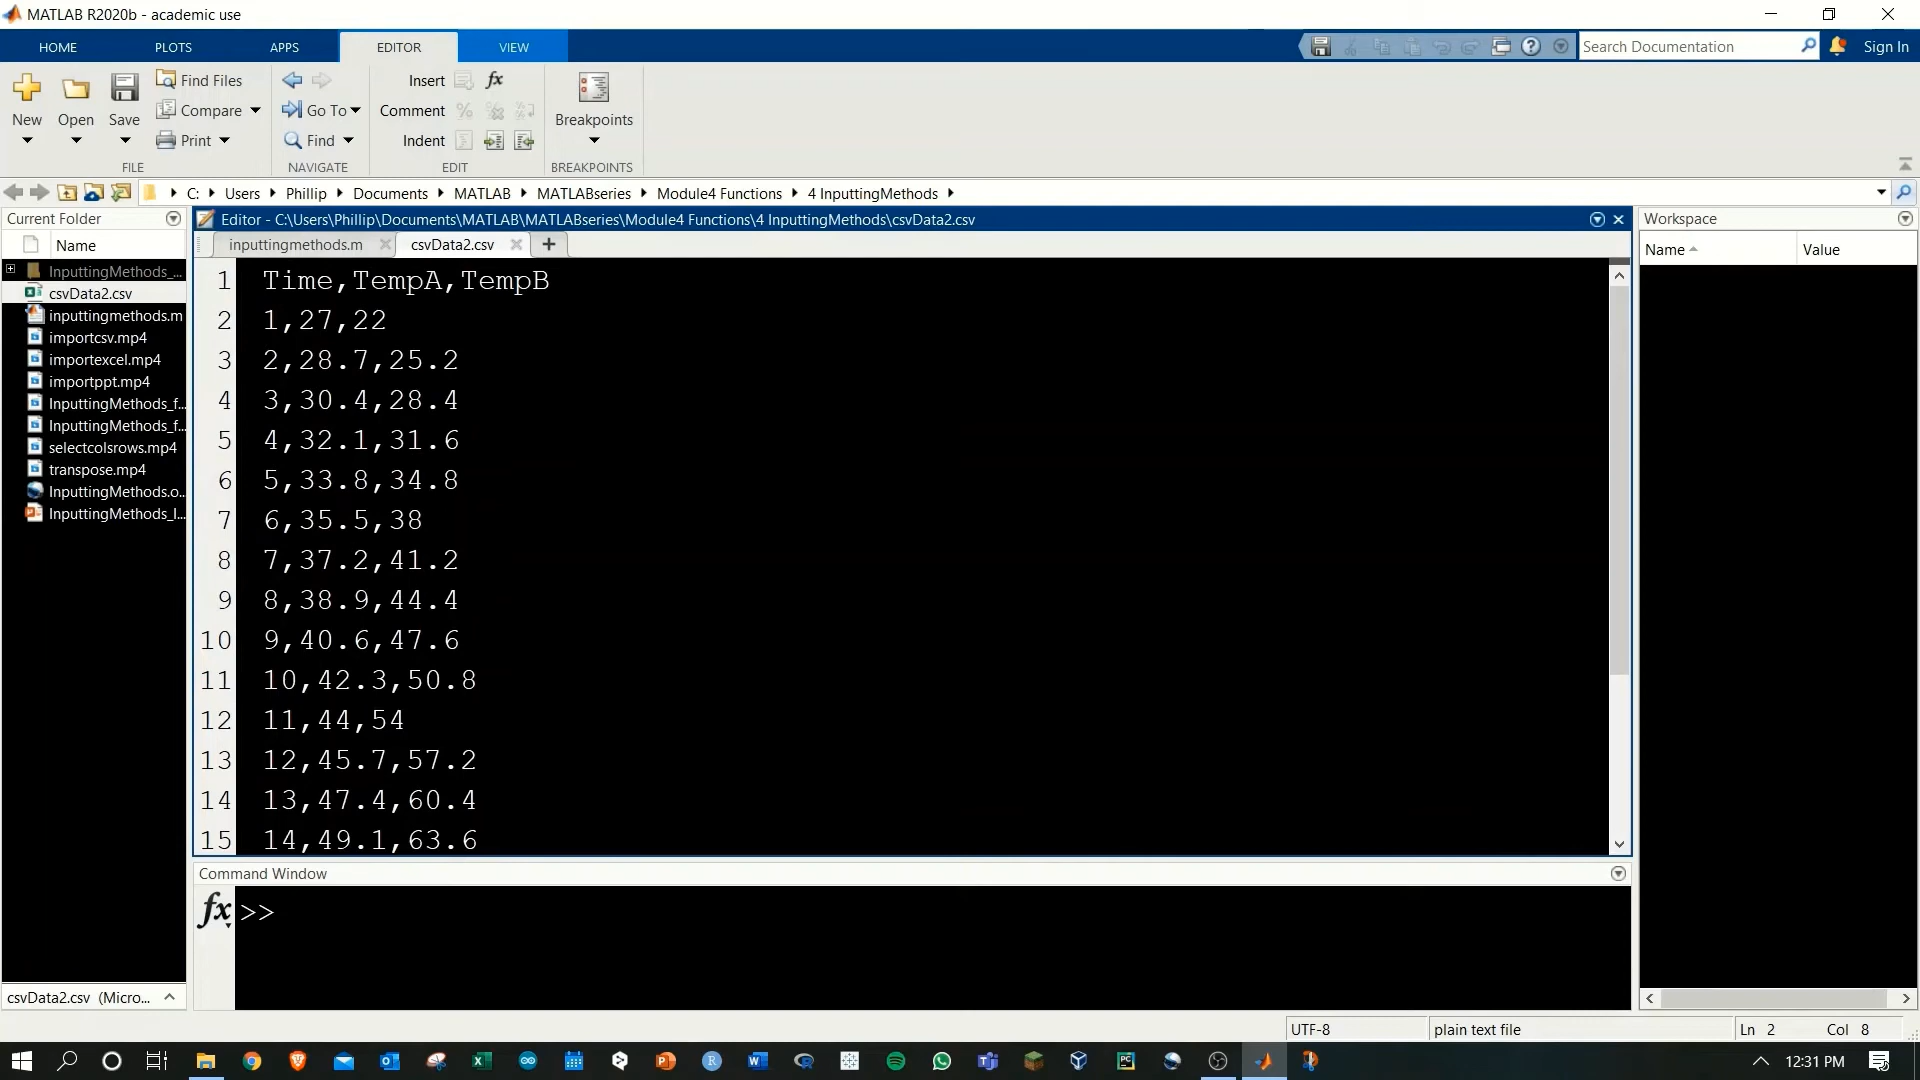 MATLAB R2020b - academic use
HOME PLOTS APPS EDITOR VIEW
Search Documentation
Sign In
New
Open
Save
Find Files
Compare
Print
FILE
Go To
Find
NAVIGATE
Insert fx
Comment
Indent
EDIT
Breakpoints
BREAKPOINTS
C: Users Phillip Documents MATLAB MATLABseries Module4 Functions 4 InputtingMethods
Current Folder
Name
InputtingMethods_...
csvData2.csv
inputtingmethods.m
importcsv.mp4
importexcel.mp4
importppt.mp4
InputtingMethods_f...
InputtingMethods_f...
selectcolsrows.mp4
transpose.mp4
InputtingMethods.o...
InputtingMethods_I...
csvData2.csv (Micro...
Editor - C:\Users\Phillip\Documents\MATLAB\MATLABseries\Module4 Functions\4 InputtingMethods\csvData2.csv
inputtingmethods.m csvData2.csv
1 Time,TempA,TempB
2 1,27,22
3 2,28.7,25.2
4 3,30.4,28.4
5 4,32.1,31.6
6 5,33.8,34.8
7 6,35.5,38
8 7,37.2,41.2
9 8,38.9,44.4
10 9,40.6,47.6
11 10,42.3,50.8
12 11,44,54
13 12,45.7,57.2
14 13,47.4,60.4
15 14,49.1,63.6
Command Window
fx >>
Workspace
Name Value
UTF-8 plain text file Ln 2 Col 8
12:31 PM